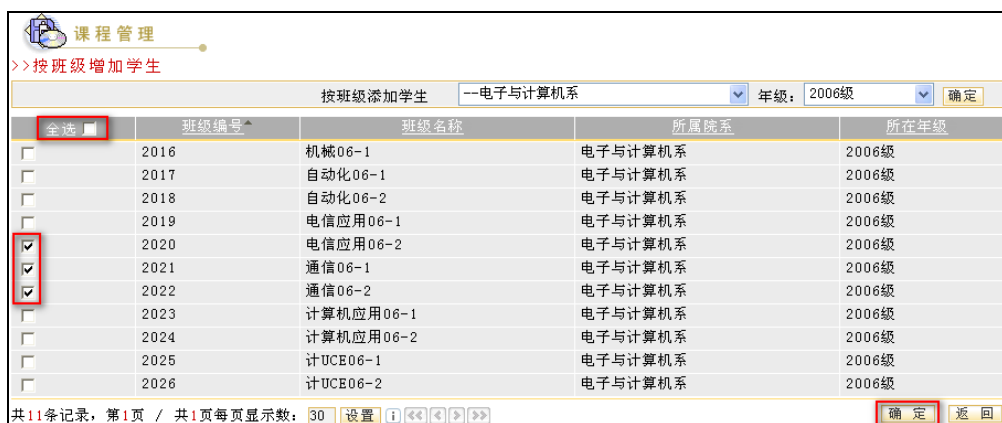 课程管理
>>按班级增加学生
按班级添加学生 --电子与计算机系 年级: 2006级 确定
全选 班级编号 班级名称 所属院系 所在年级
2016 机械06-1 电子与计算机系 2006级
2017 自动化06-1 电子与计算机系 2006级
2018 自动化06-2 电子与计算机系 2006级
2019 电信应用06-1 电子与计算机系 2006级
2020 电信应用06-2 电子与计算机系 2006级
2021 通信06-1 电子与计算机系 2006级
2022 通信06-2 电子与计算机系 2006级
2023 计算机应用06-1 电子与计算机系 2006级
2024 计算机应用06-2 电子与计算机系 2006级
2025 计UCE06-1 电子与计算机系 2006级
2026 计UCE06-2 电子与计算机系 2006级
共11条记录, 第1页 / 共1页每页显示数: 30 设置 i << < > >> 确 定 返 回